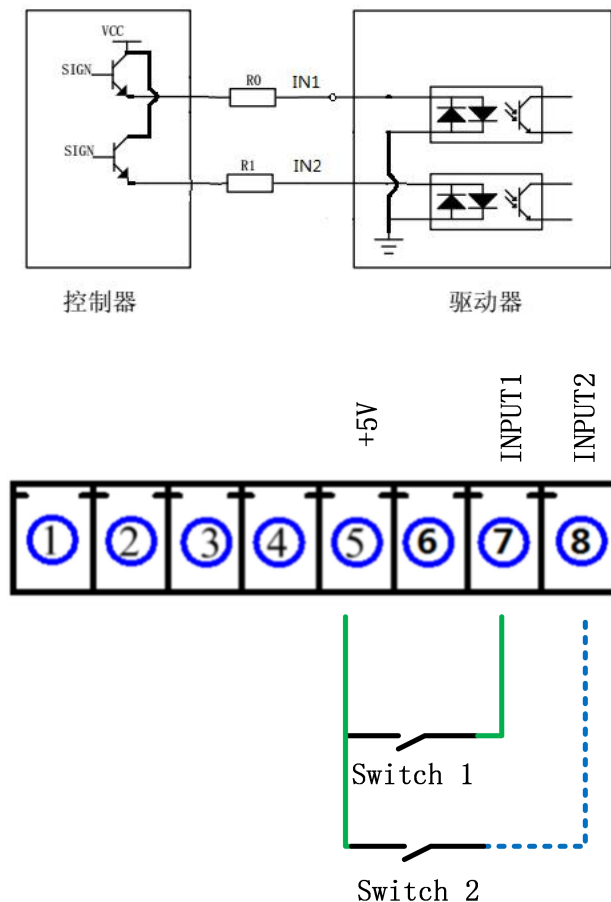 VCC
SIGN
R0
IN1
SIGN
R1
IN2
控制器
驱动器
+5V
INPUT1
INPUT2
1 2 3 4 5 6 7 8
Switch 1
Switch 2